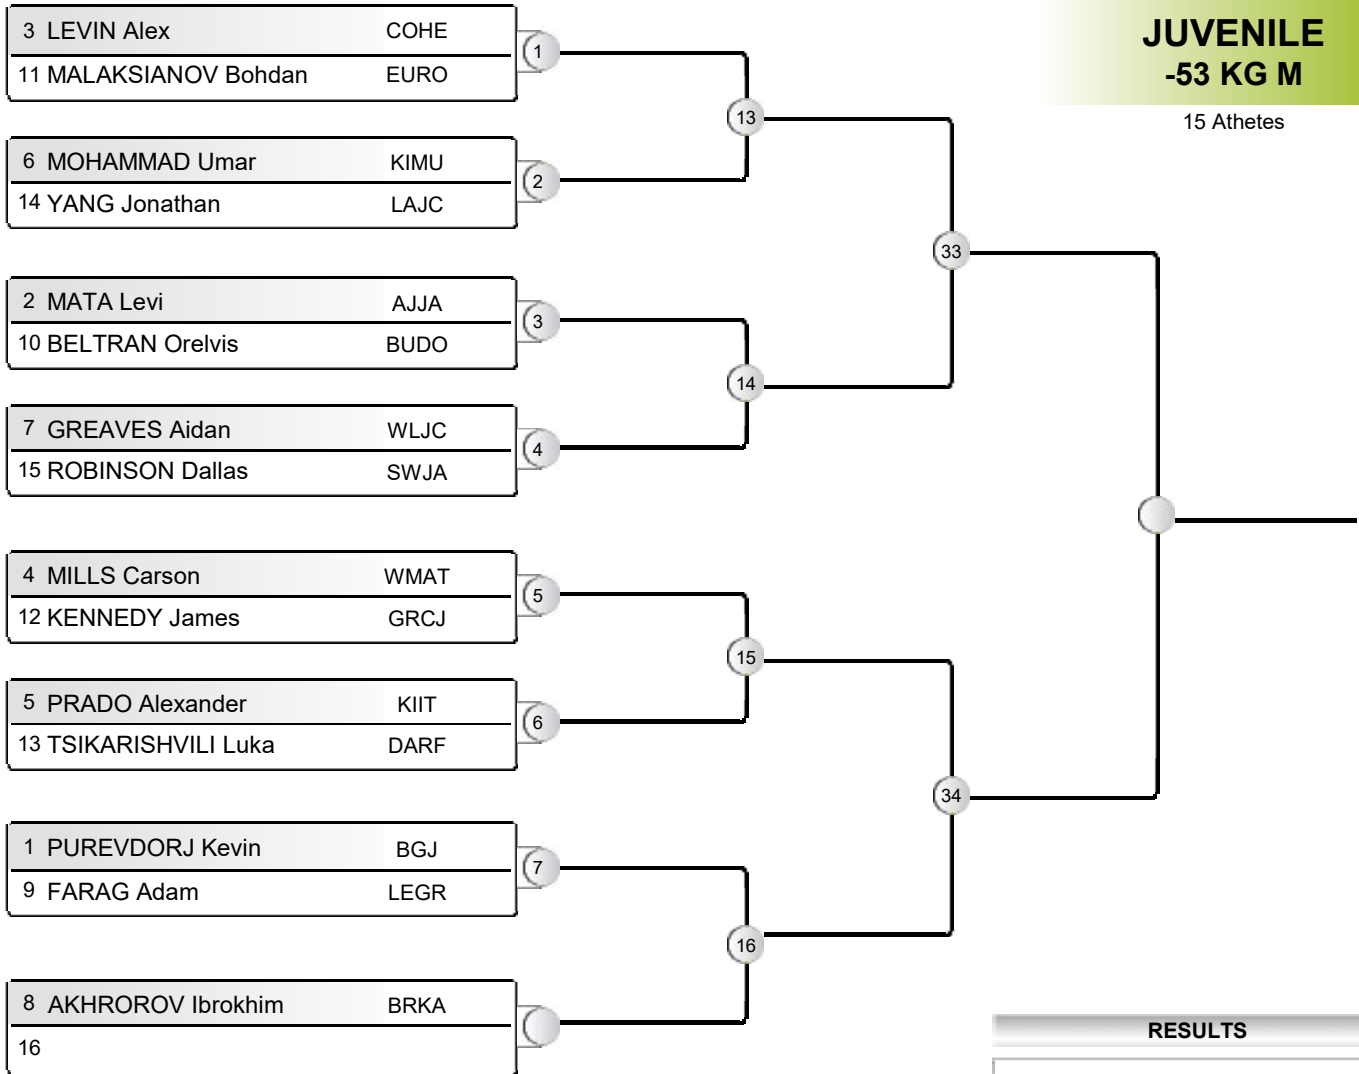 JUVENILE
-53 KG M
15 Athetes
3 LEVIN Alex COHE
11 MALAKSIANOV Bohdan EURO
1
13
6 MOHAMMAD Umar KIMU
14 YANG Jonathan LAJC
2
33
2 MATA Levi AJJA
10 BELTRAN Orelvis BUDO
3
14
7 GREAVES Aidan WLJC
15 ROBINSON Dallas SWJA
4
4 MILLS Carson WMAT
12 KENNEDY James GRCJ
5
15
5 PRADO Alexander KIIT
13 TSIKARISHVILI Luka DARF
6
34
1 PUREVDORJ Kevin BGJ
9 FARAG Adam LEGR
7
16
8 AKHROROV Ibrokhim BRKA
16
RESULTS